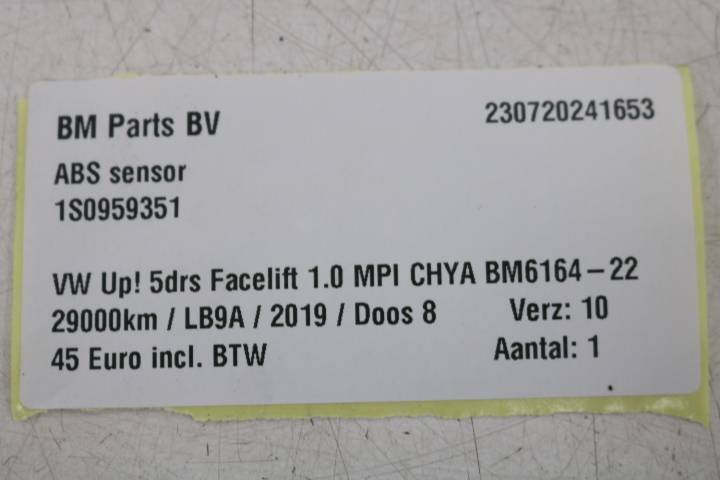 BM Parts BV 230720241653
ABS sensor
1S0959351
VW Up! 5drs Facelift 1.0 MPI CHYA BM6164-22
29000km / LB9A / 2019 / Doos 8 Verz: 10
45 Euro incl. BTW Aantal: 1